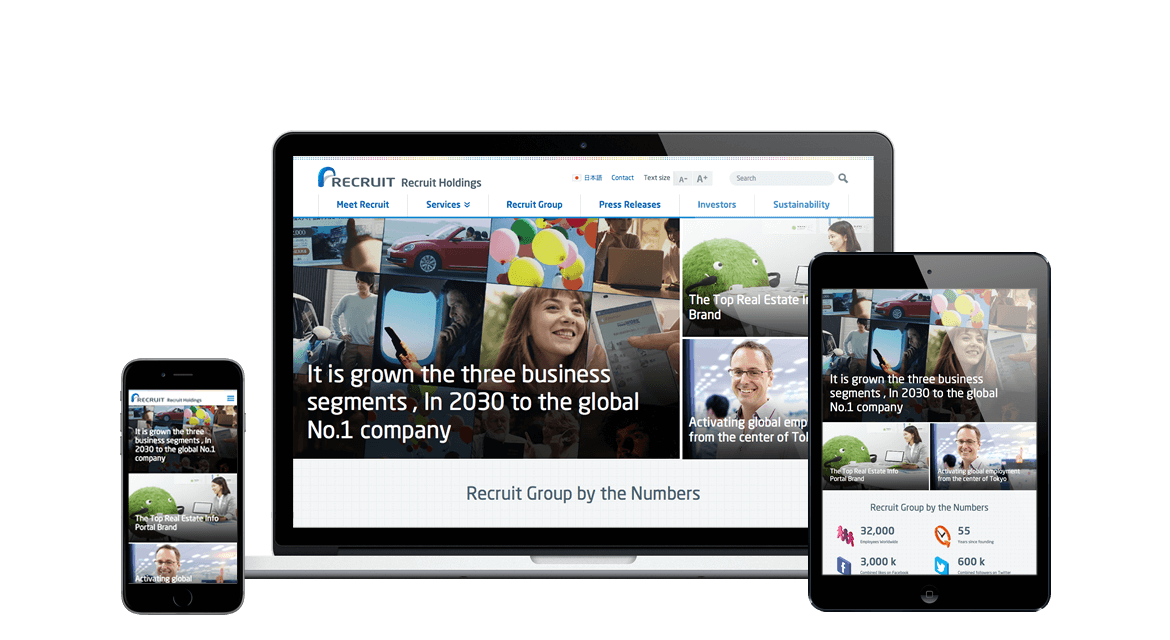 RECRUIT Recruit Holdings
日本語 Contact Text size A- A+ Search
Meet Recruit Services Recruit Group Press Releases Investors Sustainability
It is grown the three business
segments , In 2030 to the global
No.1 company
The Top Real Estate In
Brand
Activating global emp
from the center of Tok
Recruit Group by the Numbers
RECRUIT Recruit Holdings
It is grown the three
business segments , In
2030 to the global No.1
company
The Top Real Estate Info
Portal Brand
Activating global
It is grown the three business
segments , In 2030 to the global
No.1 company
The Top Real Estate Info
Portal Brand
Activating global employment
from the center of Tokyo
Recruit Group by the Numbers
32,000
Employees Worldwide
55
Years since founding
3,000 k
Combined likes on Facebook
600 k
Combined followers on Twitter